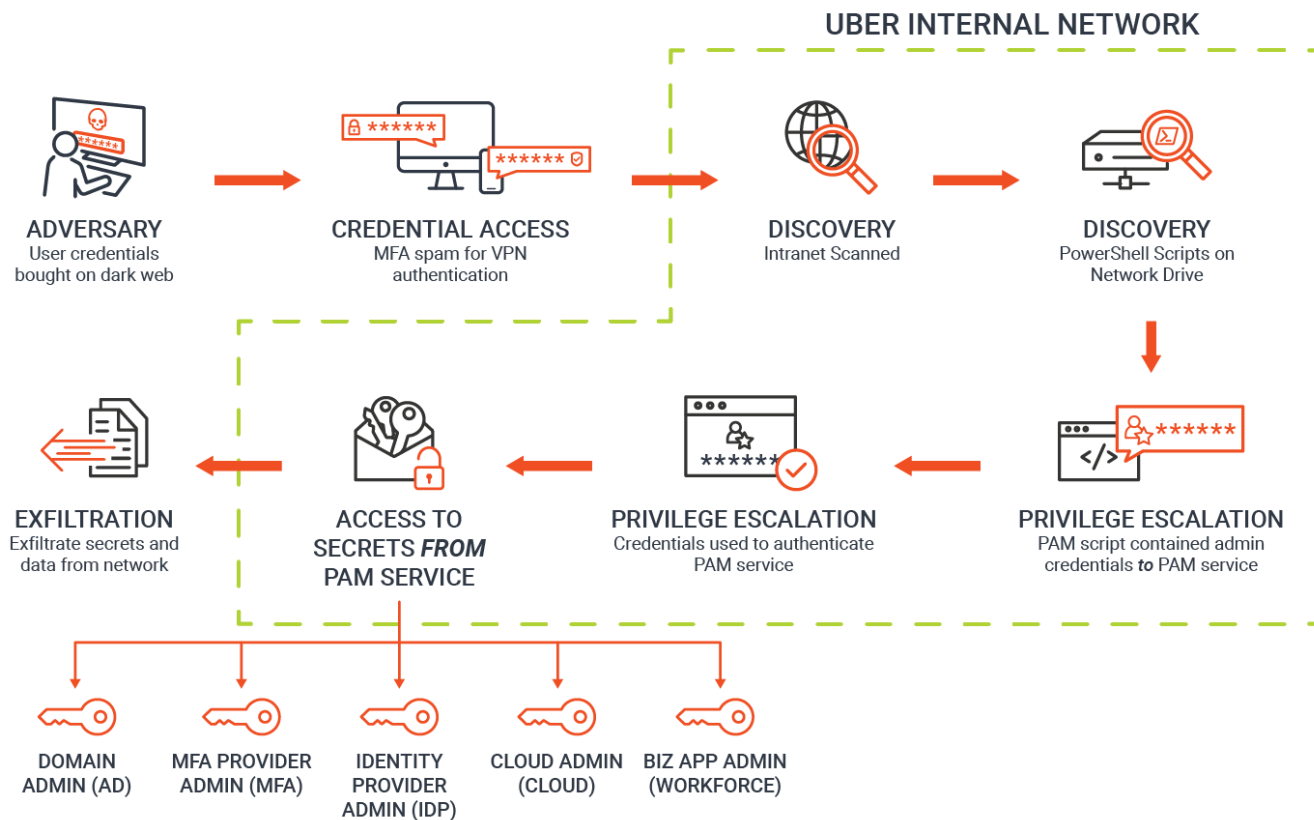 UBER INTERNAL NETWORK
******
******
******
ADVERSARY
User credentials
bought on dark web
CREDENTIAL ACCESS
MFA spam for VPN
authentication
DISCOVERY
Intranet Scanned
DISCOVERY
PowerShell Scripts on
Network Drive
EXFILTRATION
Exfiltrate secrets and
data from network
ACCESS TO
SECRETS FROM
PAM SERVICE
******
PRIVILEGE ESCALATION
Credentials used to authenticate
PAM service
******
</>
PRIVILEGE ESCALATION
PAM script contained admin
credentials to PAM service
DOMAIN
ADMIN (AD)
MFA PROVIDER
ADMIN (MFA)
IDENTITY
PROVIDER
ADMIN (IDP)
CLOUD ADMIN
(CLOUD)
BIZ APP ADMIN
(WORKFORCE)